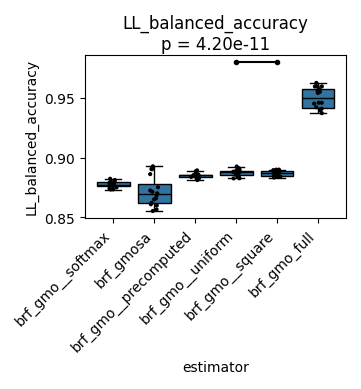 LL_balanced_accuracy
p = 4.20e-11
LL_balanced_accuracy
0.95
0.90
0.85
brf_gmo__softmax
brf_gmosa
brf_gmo__precomputed
brf_gmo__uniform
brf_gmo__square
brf_gmo_full
estimator